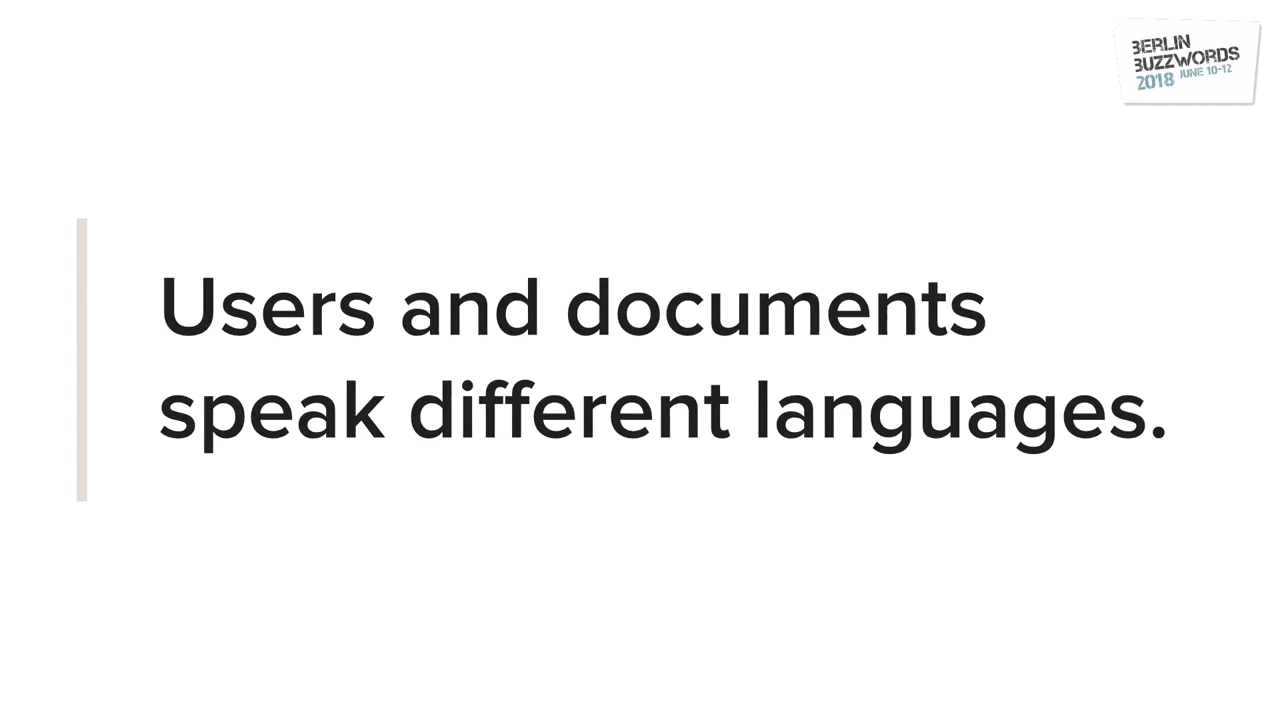 BERLIN
BUZZWORDS
2018 JUNE 10-12
Users and documents
speak different languages.